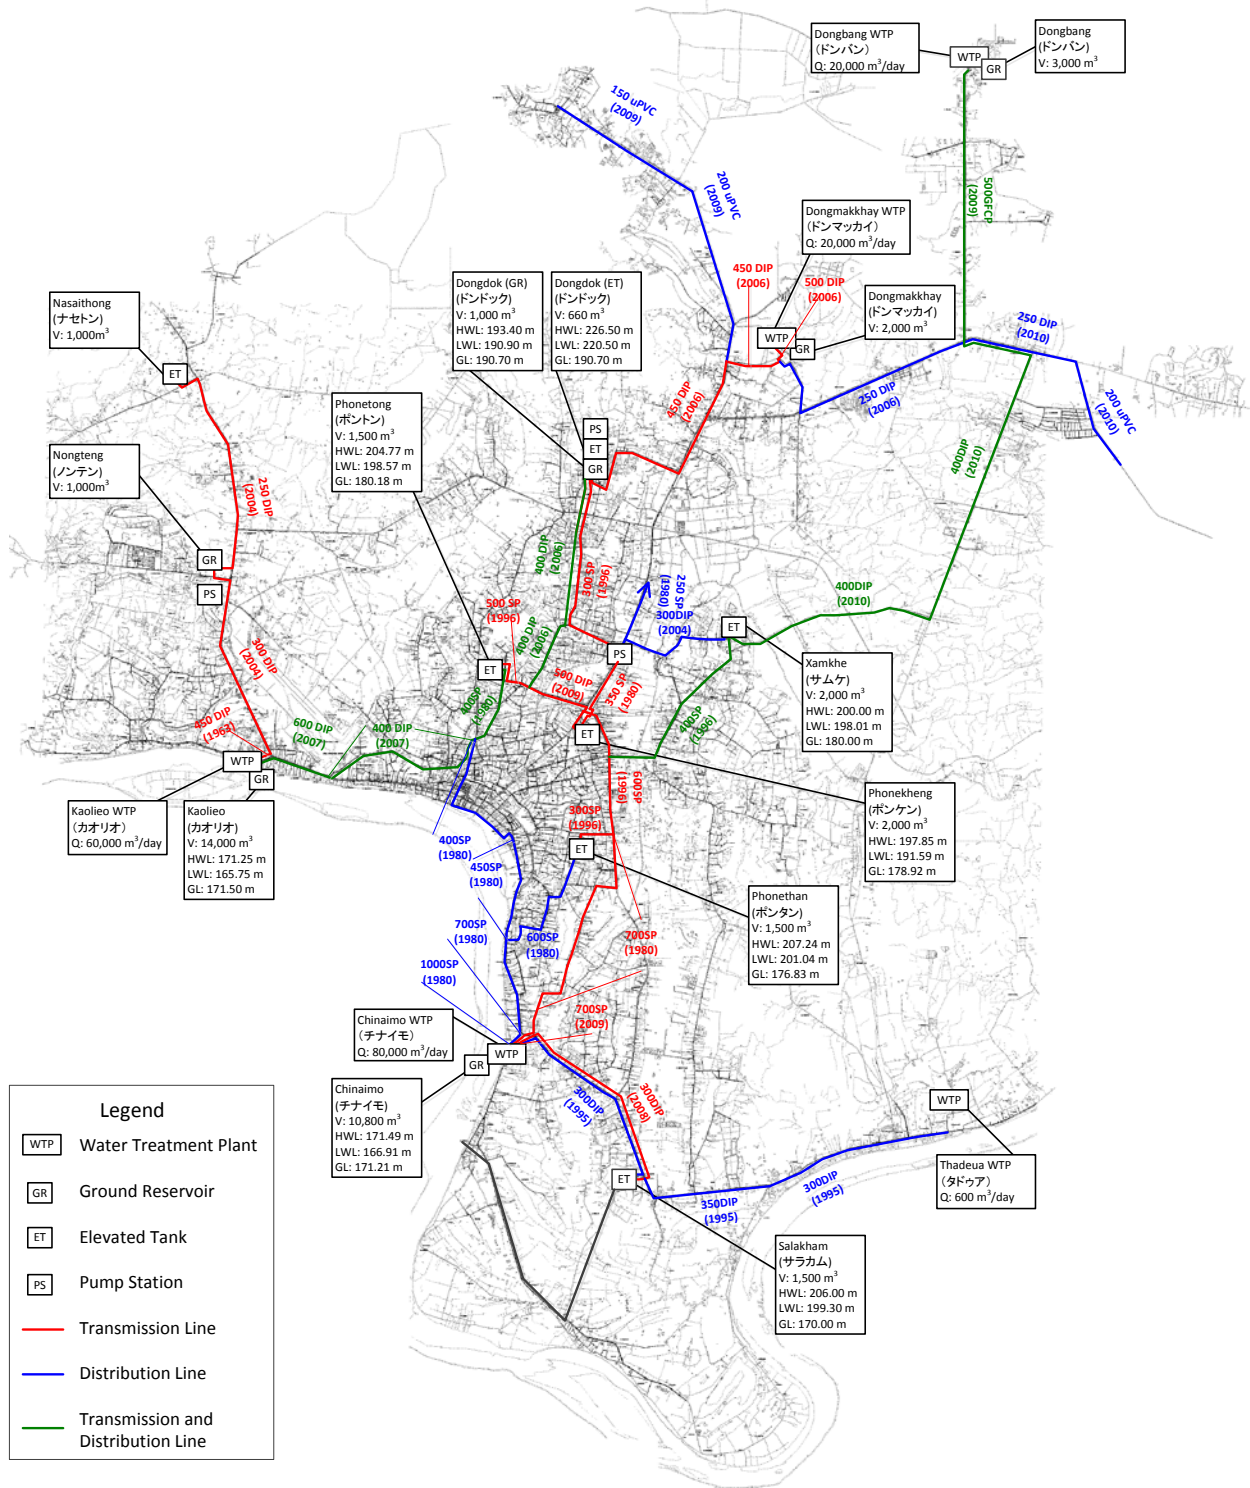 Dongbang WTP
(ドンバン)
Q: 20,000 m³/day
WTP
GR
Dongbang
(ドンバン)
V: 3,000 m³
150 uPVC
(2009)
200 uPVC
(2009)
500GFCP
(2009)
Dongmakkhay WTP
(ドンマッカイ)
Q: 20,000 m³/day
450 DIP
(2006)
500 DIP
(2006)
Dongmakkhay
(ドンマッカイ)
V: 2,000 m³
WTP
GR
250 DIP
(2010)
200 uPVC
(2010)
250 DIP
(2006)
450 DIP
(2006)
400DIP
(2010)
Nasaithong
(ナセトン)
V: 1,000m³
ET
Dongdok (GR)
(ドンドック)
V: 1,000 m³
HWL: 193.40 m
LWL: 190.90 m
GL: 190.70 m
Dongdok (ET)
(ドンドック)
V: 660 m³
HWL: 226.50 m
LWL: 220.50 m
GL: 190.70 m
PS
ET
GR
Phonetong
(ポントン)
V: 1,500 m³
HWL: 204.77 m
LWL: 198.57 m
GL: 180.18 m
Nongteng
(ノンテン)
V: 1,000m³
250 DIP
(2004)
GR
PS
400 DIP
(2006)
300 SP
(1996)
250 SP
(1980)
300DIP
(2004)
400DIP
(2010)
ET
500 SP
(1996)
400 DIP
(2006)
PS
ET
500 DIP
(2009)
350 SP
(1980)
300 DIP
(2004)
400SP
(1980)
400SP
(1996)
Xamkhe
(サムケ)
V: 2,000 m³
HWL: 200.00 m
LWL: 198.01 m
GL: 180.00 m
450 DIP
(1963)
600 DIP
(2007)
400 DIP
(2007)
ET
WTP
GR
600SP
(1996)
Kaolieo WTP
(カオリオ)
Q: 60,000 m³/day
Kaolieo
(カオリオ)
V: 14,000 m³
HWL: 171.25 m
LWL: 165.75 m
GL: 171.50 m
Phonekheng
(ポンケン)
V: 2,000 m³
HWL: 197.85 m
LWL: 191.59 m
GL: 178.92 m
300SP
(1996)
ET
400SP
(1980)
450SP
(1980)
Phonethan
(ポンタン)
V: 1,500 m³
HWL: 207.24 m
LWL: 201.04 m
GL: 176.83 m
700SP
(1980)
600SP
(1980)
700SP
(1980)
1000SP
(1980)
700SP
(2009)
Chinaimo WTP
(チナイモ)
Q: 80,000 m³/day
WTP
GR
Chinaimo
(チナイモ)
V: 10,800 m³
HWL: 171.49 m
LWL: 166.91 m
GL: 171.21 m
300DIP
(1995)
300DIP
(2008)
WTP
Thadeua WTP
(タドゥア)
Q: 600 m³/day
ET
350DIP
(1995)
300DIP
(1995)
Salakham
(サラカム)
V: 1,500 m³
HWL: 206.00 m
LWL: 199.30 m
GL: 170.00 m
Legend
WTP Water Treatment Plant
GR Ground Reservoir
ET Elevated Tank
PS Pump Station
Transmission Line
Distribution Line
Transmission and
Distribution Line